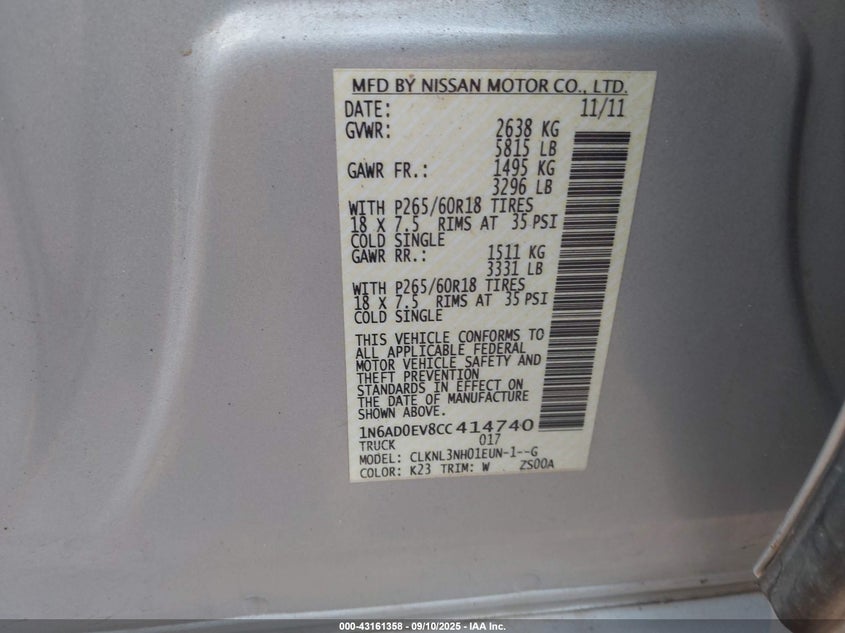 MFD BY NISSAN MOTOR CO., LTD.
DATE: 11/11
GVWR: 2638 KG
5815 LB
GAWR FR.: 1495 KG
3296 LB
WITH P265/60R18 TIRES
18 X 7.5 RIMS AT 35 PSI
COLD SINGLE
GAWR RR.: 1511 KG
3331 LB
WITH P265/60R18 TIRES
18 X 7.5 RIMS AT 35 PSI
COLD SINGLE
THIS VEHICLE CONFORMS TO
ALL APPLICABLE FEDERAL
MOTOR VEHICLE SAFETY AND
THEFT PREVENTION
STANDARDS IN EFFECT ON
THE DATE OF MANUFACTURE
SHOWN ABOVE.
1N6AD0EV8CC414740
TRUCK 017
MODEL: CLKNL3NH01EUN-1--G
COLOR: K23 TRIM: W ZS00A
000-43161358 - 09/10/2025 - IAA Inc.